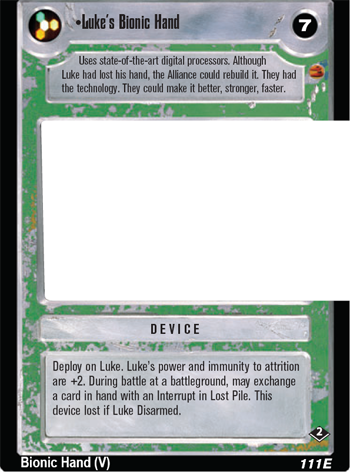 •Luke's Bionic Hand
7
Uses state-of-the-art digital processors. Although
Luke had lost his hand, the Alliance could rebuild it. They had
the technology. They could make it better, stronger, faster.
DEVICE
Deploy on Luke. Luke's power and immunity to attrition
are +2. During battle at a battleground, may exchange
a card in hand with an Interrupt in Lost Pile. This
device lost if Luke Disarmed.
2
Bionic Hand (V)
111E